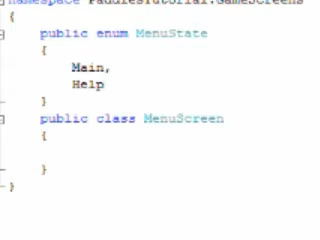 namespace PaddlesTutorial.GameScreens
{
public enum MenuState
{
Main,
Help
}
public class MenuScreen
{
}
}